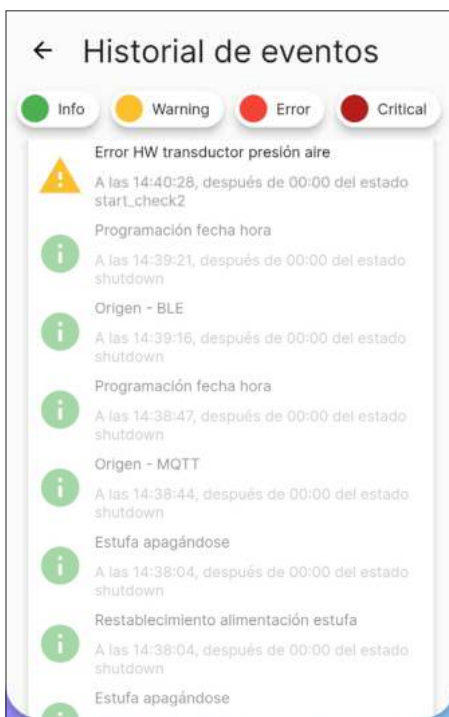 Historial de eventos
Info
Warning
Error
Critical
Error HW transductor presión aire
A las 14:40:28, después de 00:00 del estado
start_check2
Programación fecha hora
A las 14:39:21, después de 00:00 del estado
shutdown
Origen - BLE
A las 14:39:16, después de 00:00 del estado
shutdown
Programación fecha hora
A las 14:38:47, después de 00:00 del estado
shutdown
Origen - MQTT
A las 14:38:44, después de 00:00 del estado
shutdown
Estufa apagándose
A las 14:38:04, después de 00:00 del estado
shutdown
Restablecimiento alimentación estufa
A las 14:38:04, después de 00:00 del estado
shutdown
Estufa apagándose